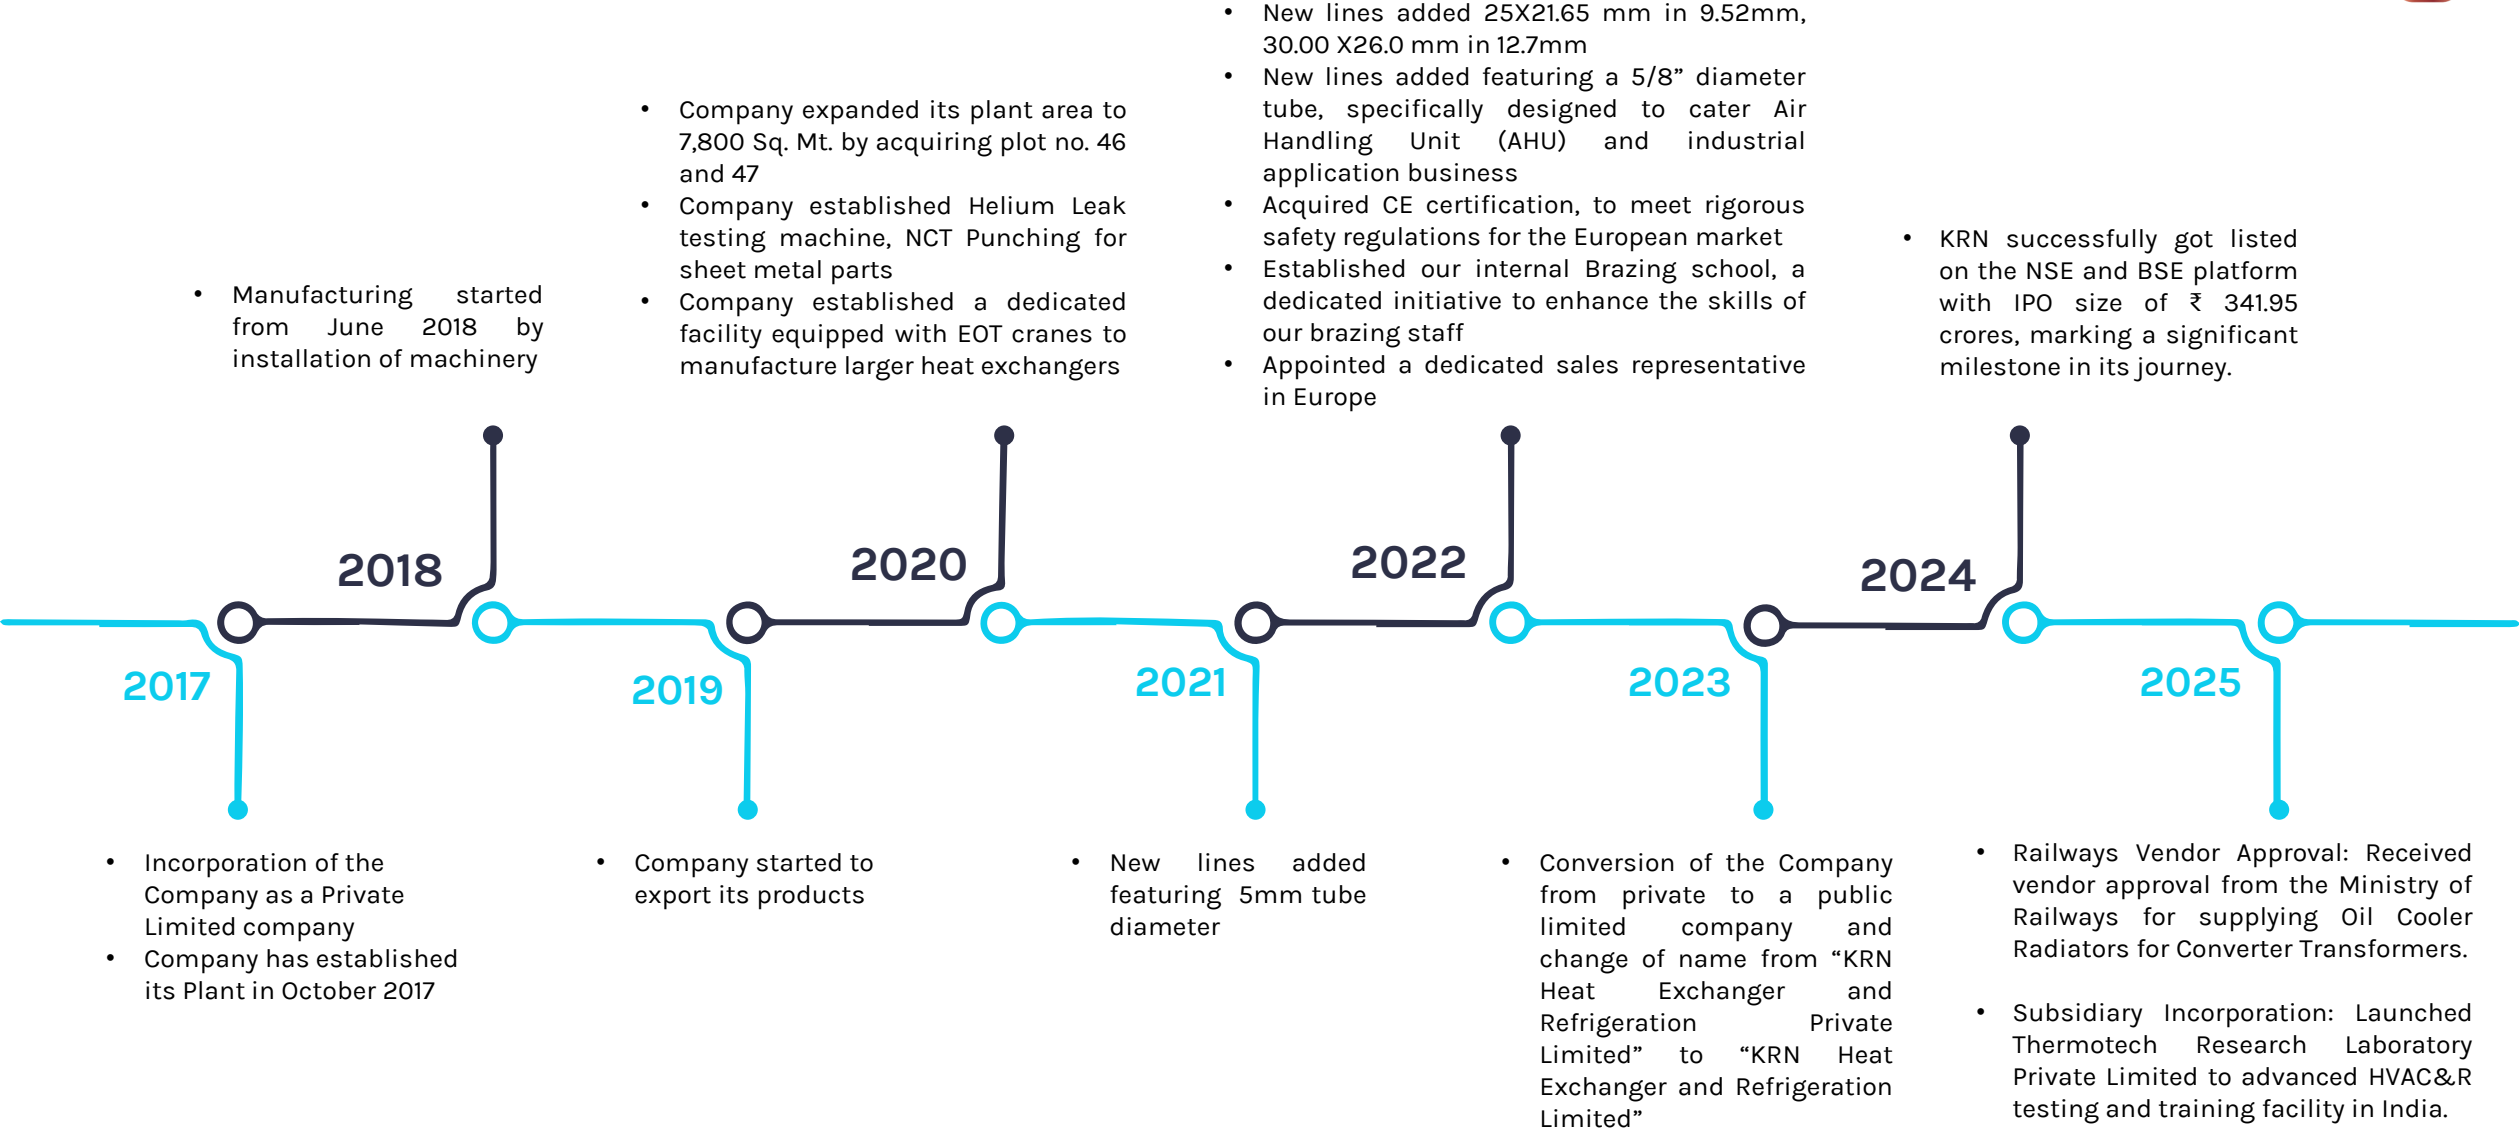 • New lines added 25X21.65 mm in 9.52mm,
30.00 X26.0 mm in 12.7mm
• New lines added featuring a 5/8” diameter
tube, specifically designed to cater Air
Handling Unit (AHU) and industrial
application business
• Acquired CE certification, to meet rigorous
safety regulations for the European market
• Established our internal Brazing school, a
dedicated initiative to enhance the skills of
our brazing staff
• Appointed a dedicated sales representative
in Europe
• Company expanded its plant area to
7,800 Sq. Mt. by acquiring plot no. 46
and 47
• Company established Helium Leak
testing machine, NCT Punching for
sheet metal parts
• Company established a dedicated
facility equipped with EOT cranes to
manufacture larger heat exchangers
• KRN successfully got listed
on the NSE and BSE platform
with IPO size of ₹ 341.95
crores, marking a significant
milestone in its journey.
• Manufacturing started
from June 2018 by
installation of machinery
2018
2020
2022
2024
2017
2019
2021
2023
2025
• Incorporation of the
Company as a Private
Limited company
• Company has established
its Plant in October 2017
• Company started to
export its products
• New lines added
featuring 5mm tube
diameter
• Conversion of the Company
from private to a public
limited company and
change of name from “KRN
Heat Exchanger and
Refrigeration Private
Limited” to “KRN Heat
Exchanger and Refrigeration
Limited”
• Railways Vendor Approval: Received
vendor approval from the Ministry of
Railways for supplying Oil Cooler
Radiators for Converter Transformers.
• Subsidiary Incorporation: Launched
Thermotech Research Laboratory
Private Limited to advanced HVAC&R
testing and training facility in India.